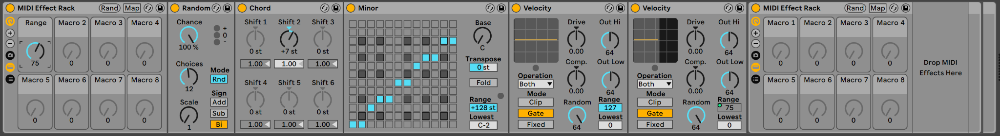 MIDI Effect Rack Rand Map
Range Macro 2 Macro 3 Macro 4
75 0 0 0
Macro 5 Macro 6 Macro 7 Macro 8
0 0 0 0
Random
Chance
+
0
-
100 %
Choices
12
Mode
Rnd
Scale
1
Sign
Add
Sub
Bi
Chord
Shift 1 Shift 2 Shift 3
0 st +7 st 0 st
1.00 1.00 1.00
Shift 4 Shift 5 Shift 6
0 st 0 st 0 st
1.00 1.00 1.00
Minor
Base
C
Transpose
0 st
Fold
Range
+128 st
Lowest
C-2
Velocity
Operation
Both
Mode
Clip
Gate
Fixed
Drive
0.00
Comp.
0.00
Random
64
Out Hi
64
Out Low
64
Range
127
Lowest
0
Velocity
Operation
Both
Mode
Clip
Gate
Fixed
Drive
0.00
Comp.
0.00
Random
64
Out Hi
64
Out Low
64
Range
75
Lowest
0
MIDI Effect Rack Rand Map
Macro 1 Macro 2 Macro 3 Macro 4
0 0 0 0
Macro 5 Macro 6 Macro 7 Macro 8
0 0 0 0
Drop MIDI
Effects Here